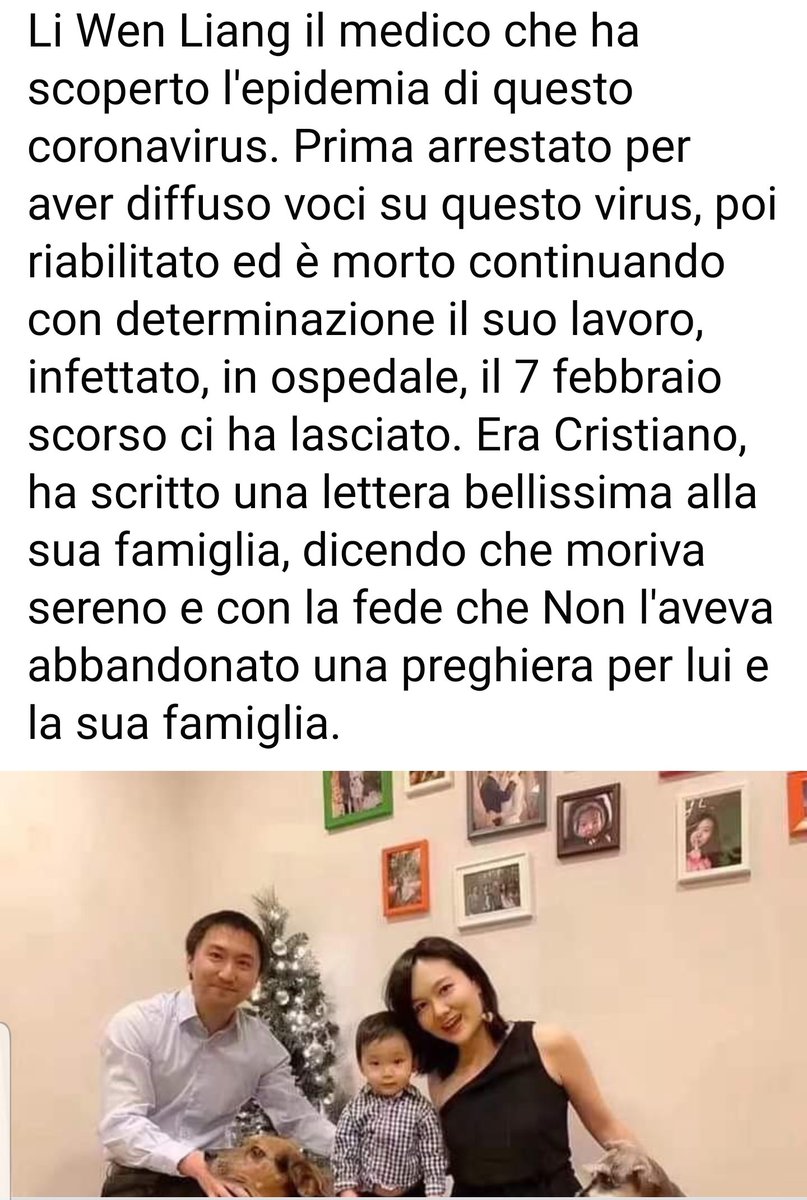 Li Wen Liang il medico che ha
scoperto l'epidemia di questo
coronavirus. Prima arrestato per
aver diffuso voci su questo virus, poi
riabilitato ed è morto continuando
con determinazione il suo lavoro,
infettato, in ospedale, il 7 febbraio
scorso ci ha lasciato. Era Cristiano,
ha scritto una lettera bellissima alla
sua famiglia, dicendo che moriva
sereno e con la fede che Non l'aveva
abbandonato una preghiera per lui e
la sua famiglia.